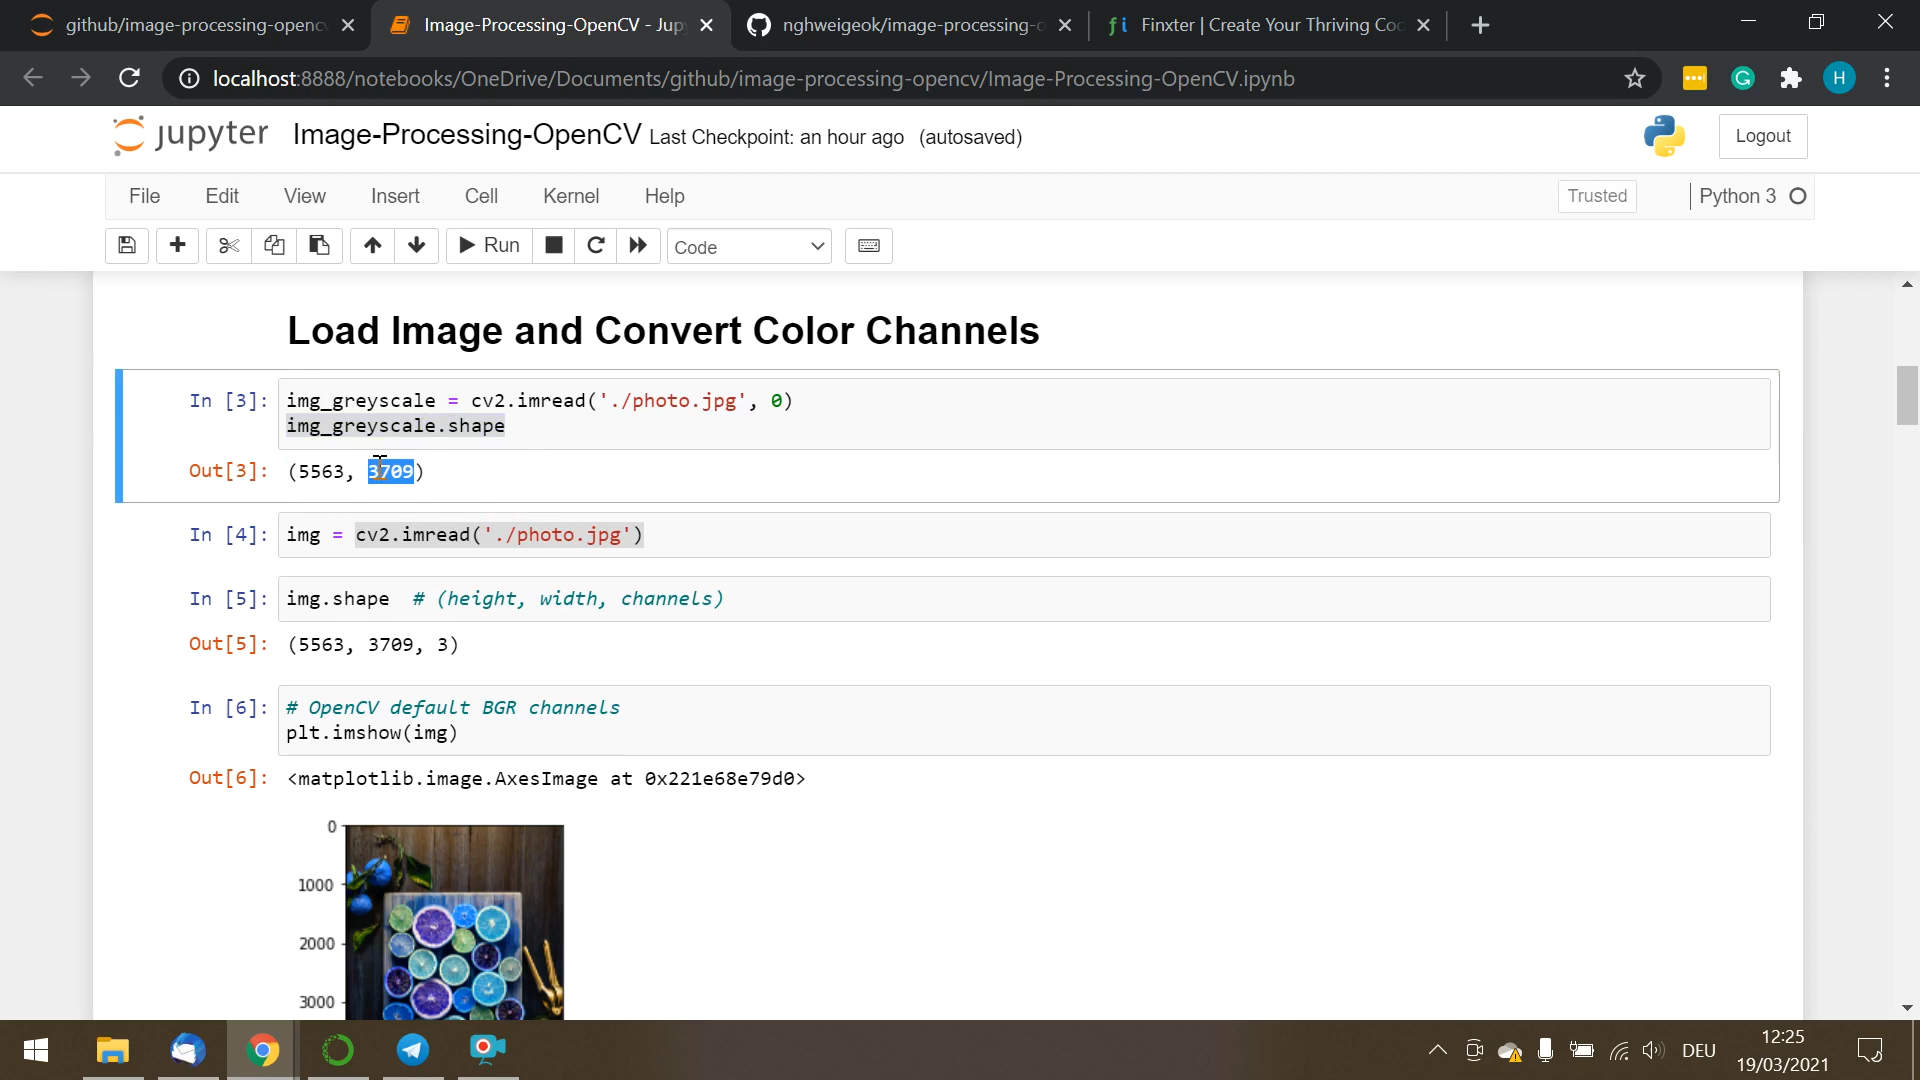 github/image-processing-openc
Image-Processing-OpenCV - Jup
nghweigeok/image-processing-o
Finxter | Create Your Thriving Coc
localhost:8888/notebooks/OneDrive/Documents/github/image-processing-opencv/Image-Processing-OpenCV.ipynb
H
jupyter Image-Processing-OpenCV Last Checkpoint: an hour ago (autosaved)
Logout
File Edit View Insert Cell Kernel Help
Trusted
Python 3
Run
Code
Load Image and Convert Color Channels
In [3]: img_greyscale = cv2.imread('./photo.jpg', 0)
img_greyscale.shape
Out[3]: (5563, 3709)
In [4]: img = cv2.imread('./photo.jpg')
In [5]: img.shape # (height, width, channels)
Out[5]: (5563, 3709, 3)
In [6]: # OpenCV default BGR channels
plt.imshow(img)
Out[6]: <matplotlib.image.AxesImage at 0x221e68e79d0>
0
1000
2000
3000
DEU
12:25
19/03/2021